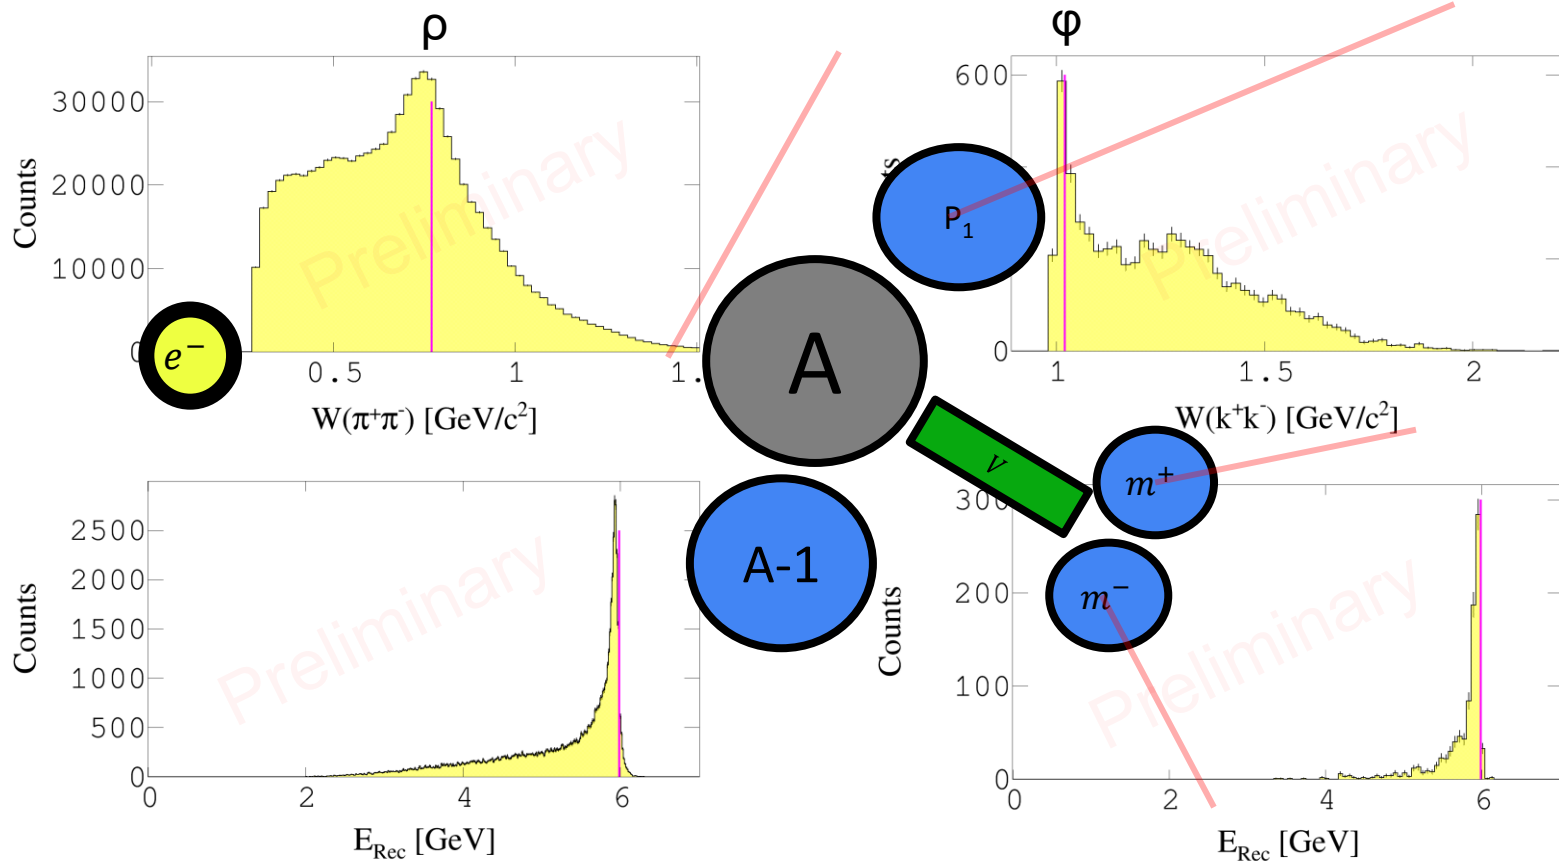 ρ
φ
30000
20000
10000
0
Counts
Preliminary
0.5
1
1.
W(π⁺π⁻) [GeV/c²]
e⁻
600
0
Preliminary
1
1.5
2
W(k⁺k⁻) [GeV/c²]
P₁
A
V
m⁺
m⁻
A-1
2500
2000
1500
1000
500
0
Counts
Preliminary
0
2
4
6
E_Rec [GeV]
200
100
0
Counts
Preliminary
0
2
4
6
E_Rec [GeV]